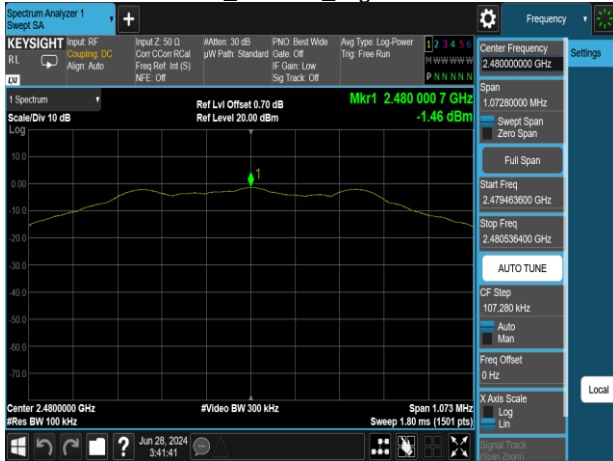 Spectrum Analyzer 1
Swept SA
+
Frequency
KEYSIGHT
RL
LXI
Input: RF
Coupling: DC
Align: Auto
Input Z: 50 Ω
Corr CCorr RCal
Freq Ref: Int (S)
NFE: Off
#Atten: 30 dB
µW Path: Standard
PNO: Best Wide
Gate: Off
IF Gain: Low
Sig Track: Off
Avg Type: Log-Power
Trig: Free Run
1 2 3 4 5 6
M W W W W W
P N N N N N
1 Spectrum
Scale/Div 10 dB
Log
Ref Lvl Offset 0.70 dB
Ref Level 20.00 dBm
Mkr1 2.480 000 7 GHz
-1.46 dBm
1
10.0
0.00
-10.0
-20.0
-30.0
-40.0
-50.0
-60.0
-70.0
Center 2.4800000 GHz
#Res BW 100 kHz
#Video BW 300 kHz
Span 1.073 MHz
Sweep 1.80 ms (1501 pts)
Center Frequency
2.480000000 GHz
Span
1.07280000 MHz
Swept Span
Zero Span
Full Span
Start Freq
2.479463600 GHz
Stop Freq
2.480536400 GHz
AUTO TUNE
CF Step
107.280 kHz
Auto
Man
Freq Offset
0 Hz
X Axis Scale
Log
Lin
Signal Track
(Span Zoom)
Settings
Local
?
Jun 28, 2024
3:41:41